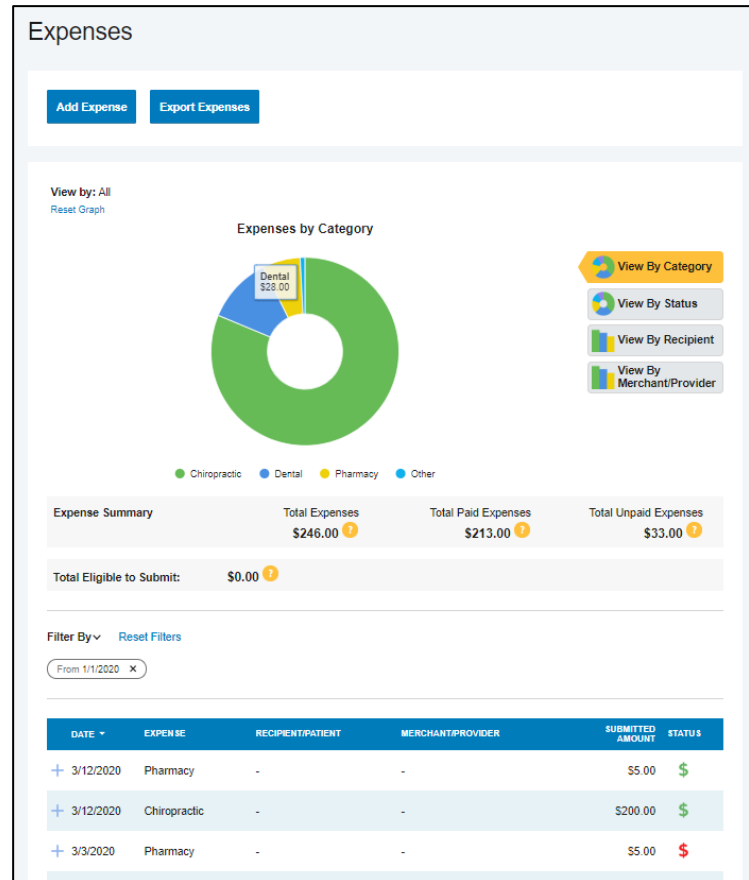 Expenses
Add Expense
Export Expenses
View by: All
Reset Graph
Expenses by Category
Dental
$28.00
View By Category
View By Status
View By Recipient
View By
Merchant/Provider
Chiropractic Dental Pharmacy Other
Expense Summary
Total Expenses
$246.00 ?
Total Paid Expenses
$213.00 ?
Total Unpaid Expenses
$33.00 ?
Total Eligible to Submit: $0.00 ?
Filter By Reset Filters
From 1/1/2020 ×
DATE EXPENSE RECIPIENT/PATIENT MERCHANT/PROVIDER SUBMITTED AMOUNT STATUS
+ 3/12/2020 Pharmacy - - $5.00 $
+ 3/12/2020 Chiropractic - - $200.00 $
+ 3/3/2020 Pharmacy - - $5.00 $